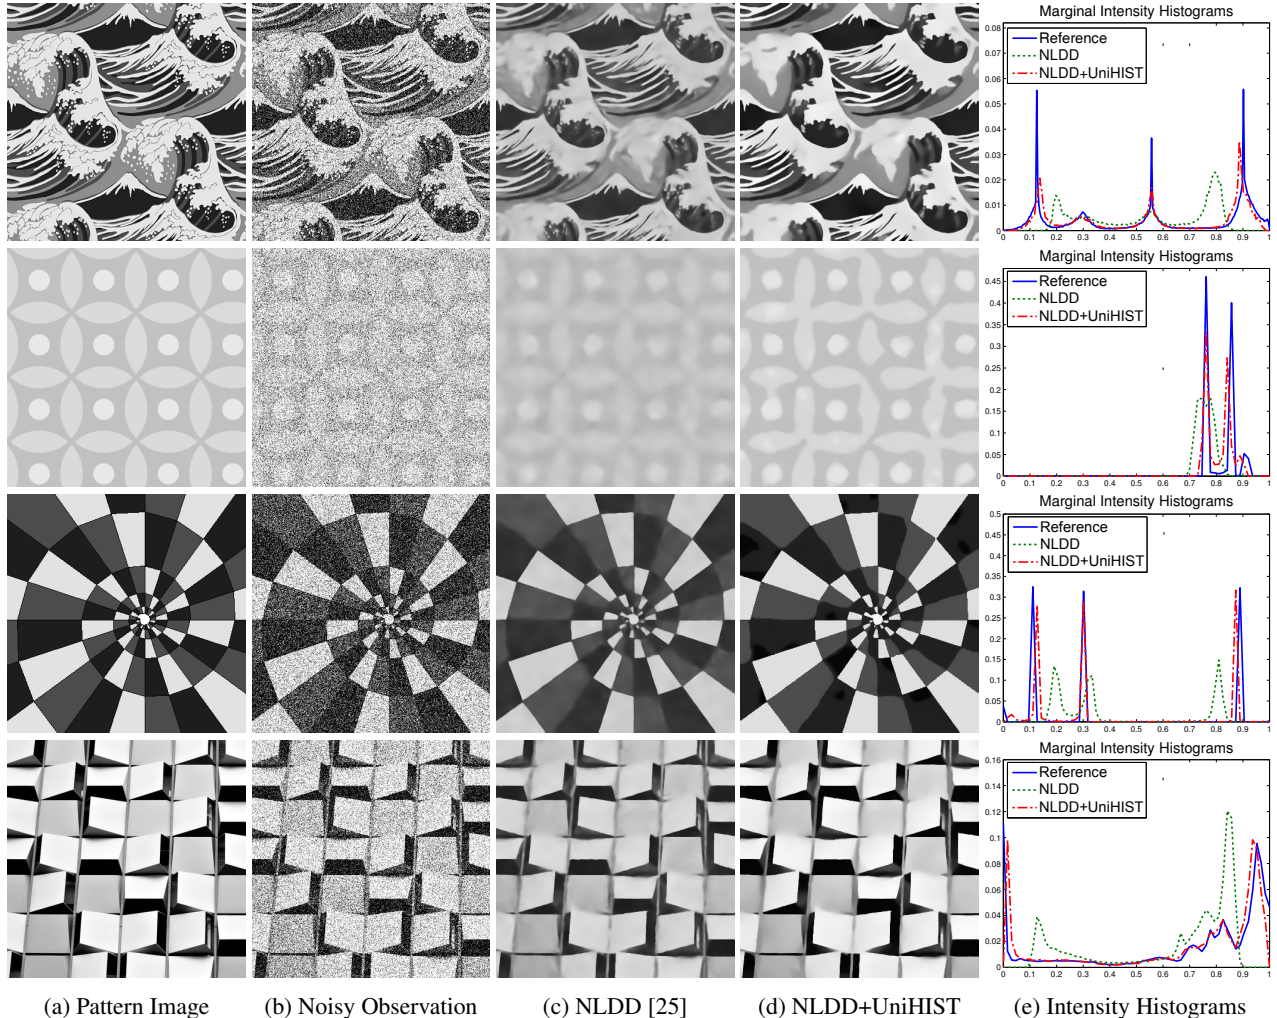 Marginal Intensity Histograms
Reference
NLDD
NLDD+UniHIST
0.08
0.07
0.06
0.05
0.04
0.03
0.02
0.01
0
0 0.1 0.2 0.3 0.4 0.5 0.6 0.7 0.8 0.9 1
Marginal Intensity Histograms
Reference
NLDD
NLDD+UniHIST
0.45
0.4
0.35
0.3
0.25
0.2
0.15
0.1
0.05
0
0 0.1 0.2 0.3 0.4 0.5 0.6 0.7 0.8 0.9 1
Marginal Intensity Histograms
Reference
NLDD
NLDD+UniHIST
0.5
0.45
0.4
0.35
0.3
0.25
0.2
0.15
0.1
0.05
0
0 0.1 0.2 0.3 0.4 0.5 0.6 0.7 0.8 0.9 1
Marginal Intensity Histograms
Reference
NLDD
NLDD+UniHIST
0.16
0.14
0.12
0.1
0.08
0.06
0.04
0.02
0
0 0.1 0.2 0.3 0.4 0.5 0.6 0.7 0.8 0.9 1
(a) Pattern Image
(b) Noisy Observation
(c) NLDD [25]
(d) NLDD+UniHIST
(e) Intensity Histograms